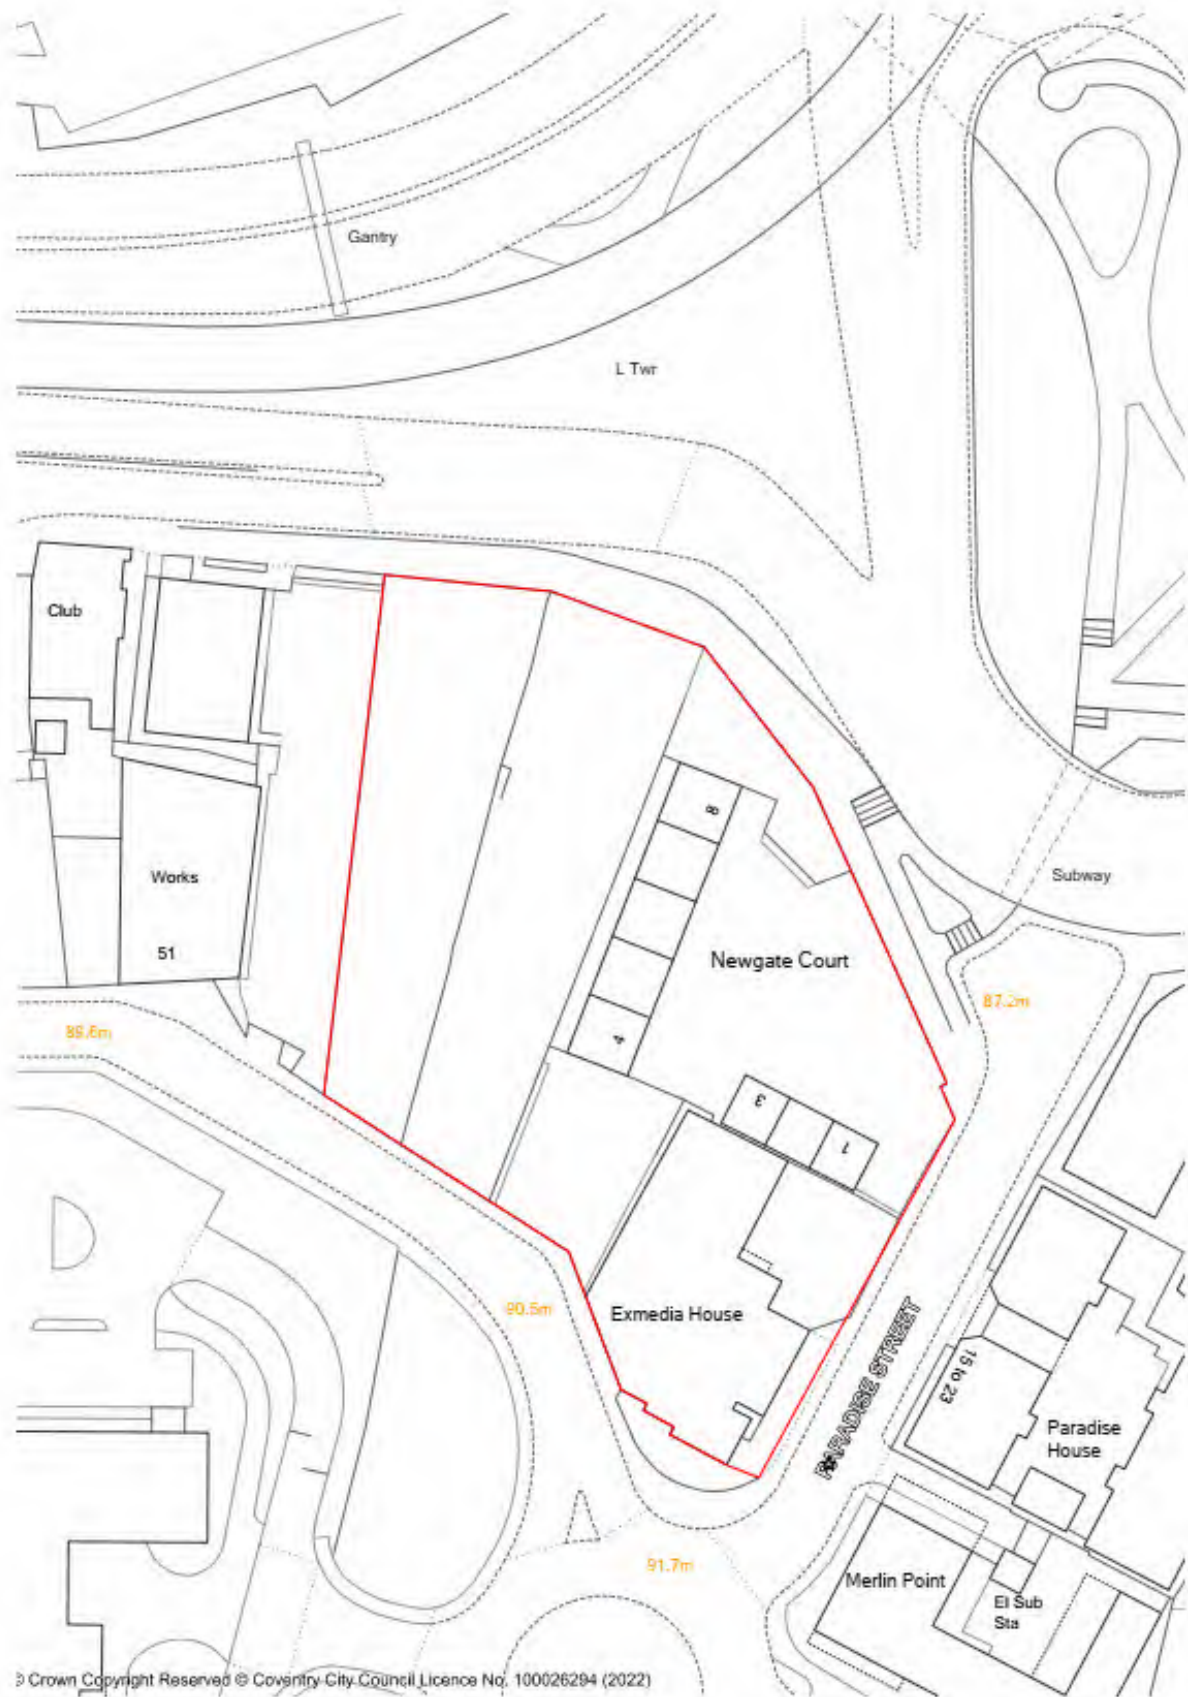 Gantry
L Twr
Club
Works
51
Subway
8
Newgate Court
87.2m
89.6m
4
3
1
90.5m
Exmedia House
PARADISE STREET
15 to 23
Paradise
House
91.7m
Merlin Point
El Sub
Sta
© Crown Copyright Reserved © Coventry City Council Licence No. 100026294 (2022)